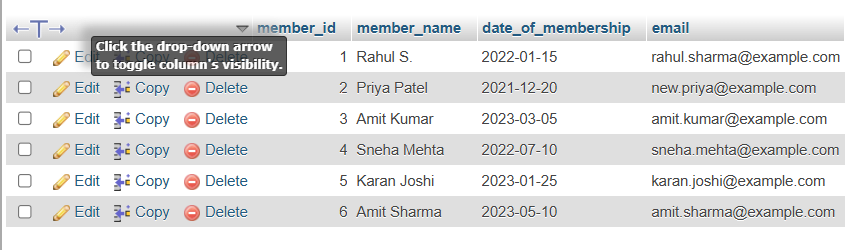 member_id member_name date_of_membership email
Click the drop-down arrow
to toggle column's visibility.
Edit Copy Delete 1 Rahul S. 2022-01-15 rahul.sharma@example.com
Edit Copy Delete 2 Priya Patel 2021-12-20 new.priya@example.com
Edit Copy Delete 3 Amit Kumar 2023-03-05 amit.kumar@example.com
Edit Copy Delete 4 Sneha Mehta 2022-07-10 sneha.mehta@example.com
Edit Copy Delete 5 Karan Joshi 2023-01-25 karan.joshi@example.com
Edit Copy Delete 6 Amit Sharma 2023-05-10 amit.sharma@example.com